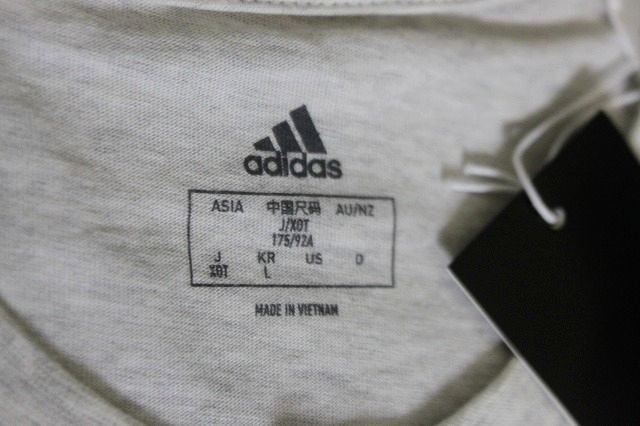 adidas
ASIA 中国尺码 AU/NZ
J/XOT
175/92A
J KR US D
XOT L
MADE IN VIETNAM